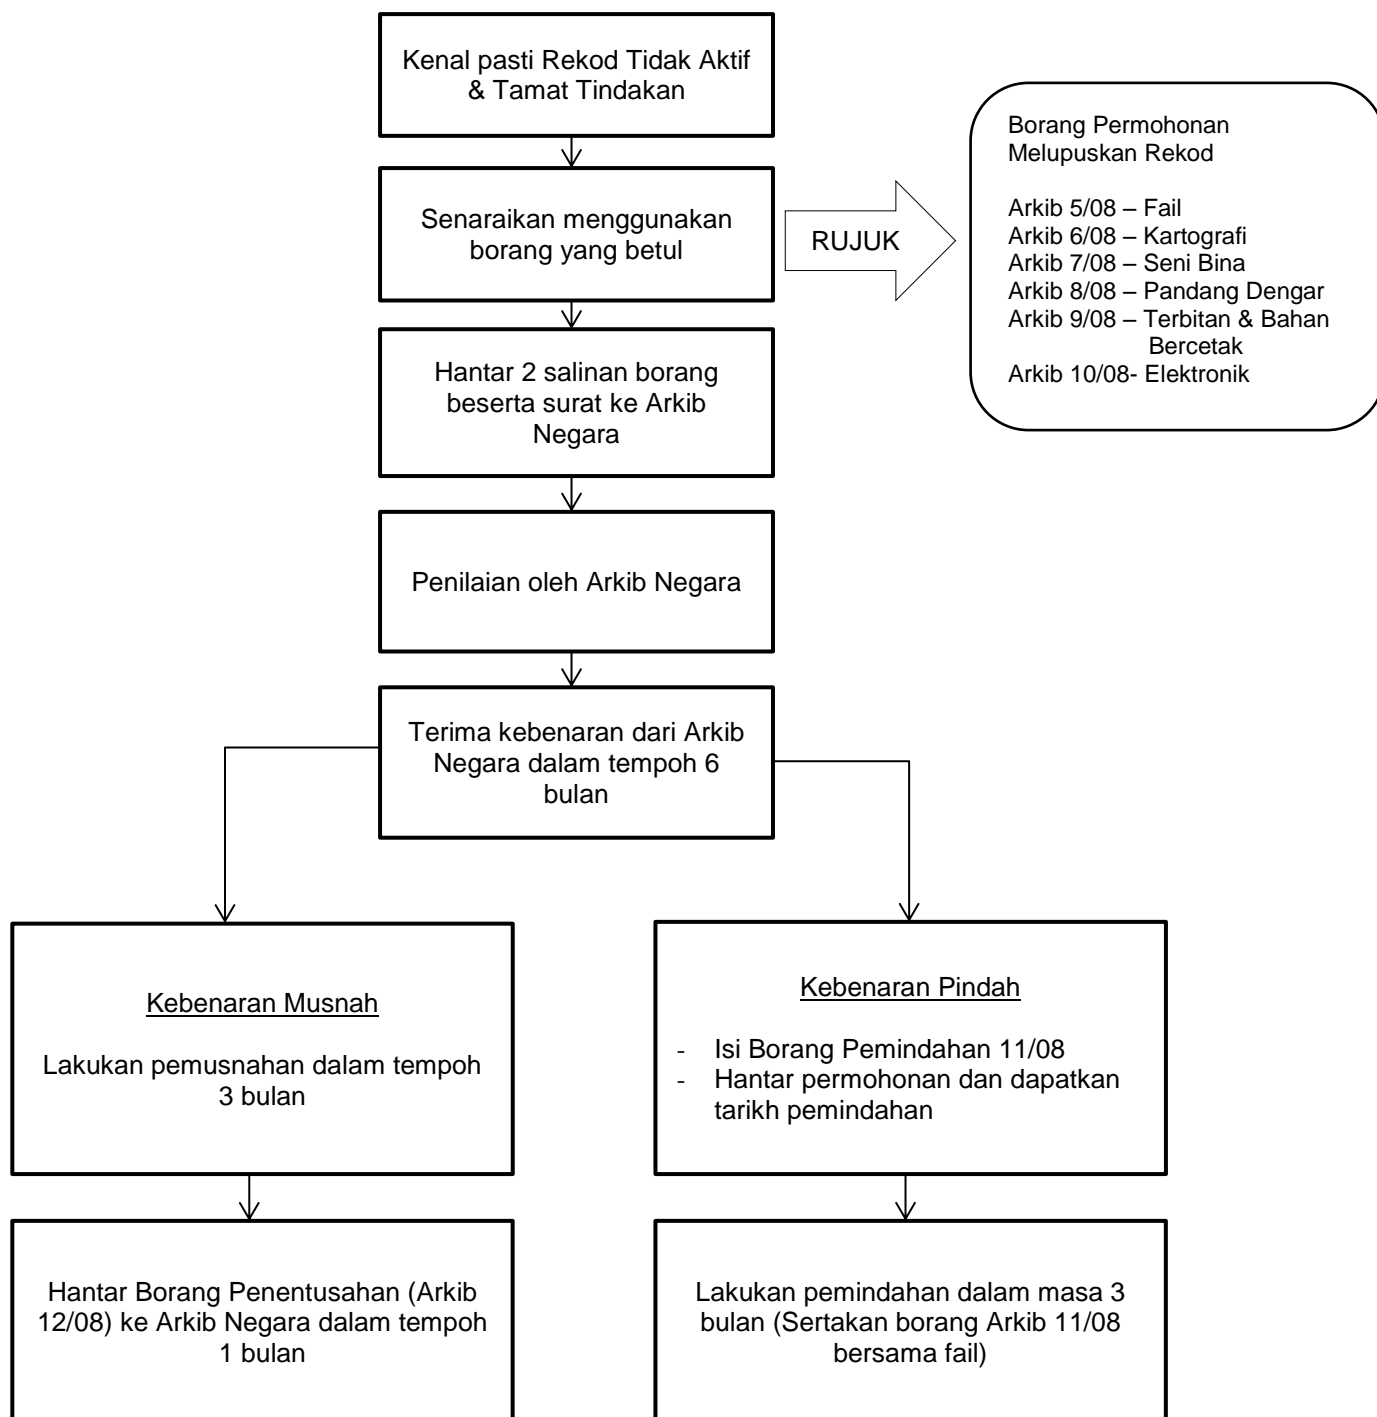 Kenal pasti Rekod Tidak Aktif
& Tamat Tindakan
Senaraikan menggunakan
borang yang betul
RUJUK
Borang Permohonan
Melupuskan Rekod
Arkib 5/08 – Fail
Arkib 6/08 – Kartografi
Arkib 7/08 – Seni Bina
Arkib 8/08 – Pandang Dengar
Arkib 9/08 – Terbitan & Bahan
Bercetak
Arkib 10/08- Elektronik
Hantar 2 salinan borang
beserta surat ke Arkib
Negara
Penilaian oleh Arkib Negara
Terima kebenaran dari Arkib
Negara dalam tempoh 6
bulan
Kebenaran Musnah
Lakukan pemusnahan dalam tempoh
3 bulan
Kebenaran Pindah
- Isi Borang Pemindahan 11/08
- Hantar permohonan dan dapatkan
tarikh pemindahan
Hantar Borang Penentusahan (Arkib
12/08) ke Arkib Negara dalam tempoh
1 bulan
Lakukan pemindahan dalam masa 3
bulan (Sertakan borang Arkib 11/08
bersama fail)